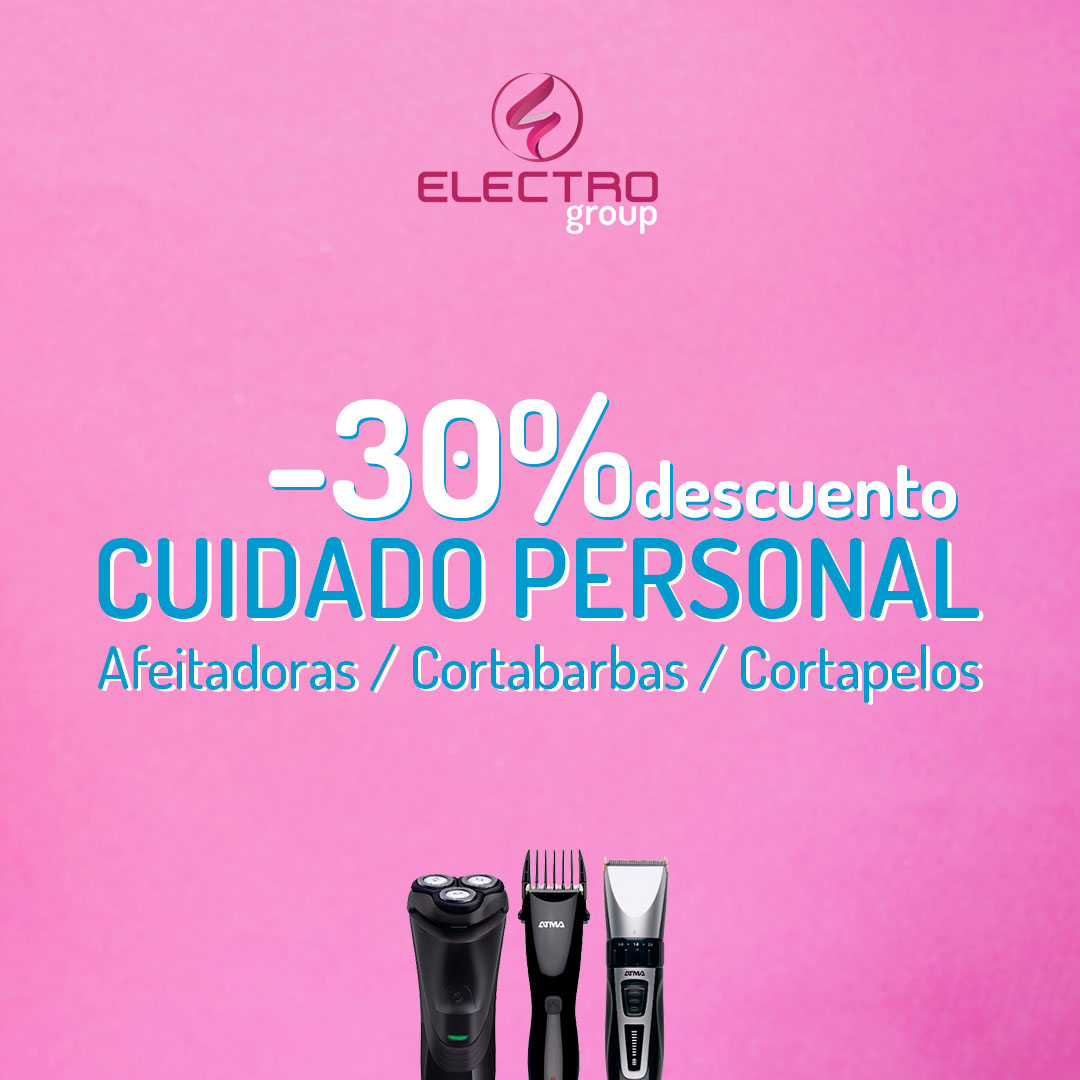 ELECTRO
group
-30% descuento
CUIDADO PERSONAL
Afeitadoras / Cortabarbas / Cortapelos
ATMA
ATMA